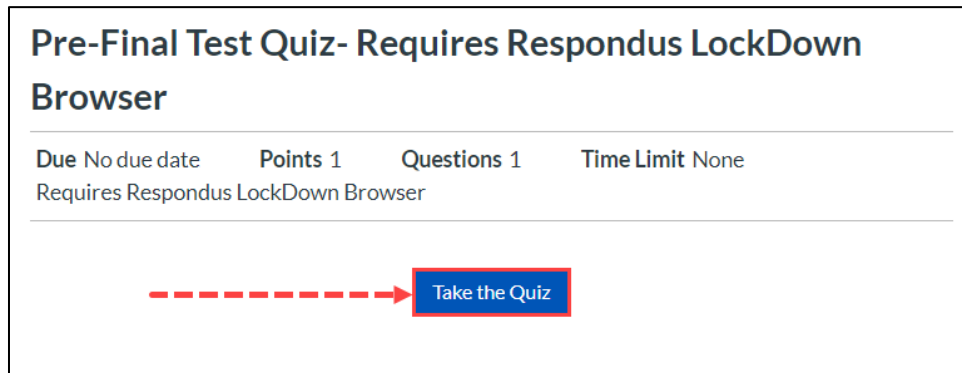 Pre-Final Test Quiz- Requires Respondus LockDown
Browser
Due No due date Points 1 Questions 1 Time Limit None
Requires Respondus LockDown Browser
Take the Quiz